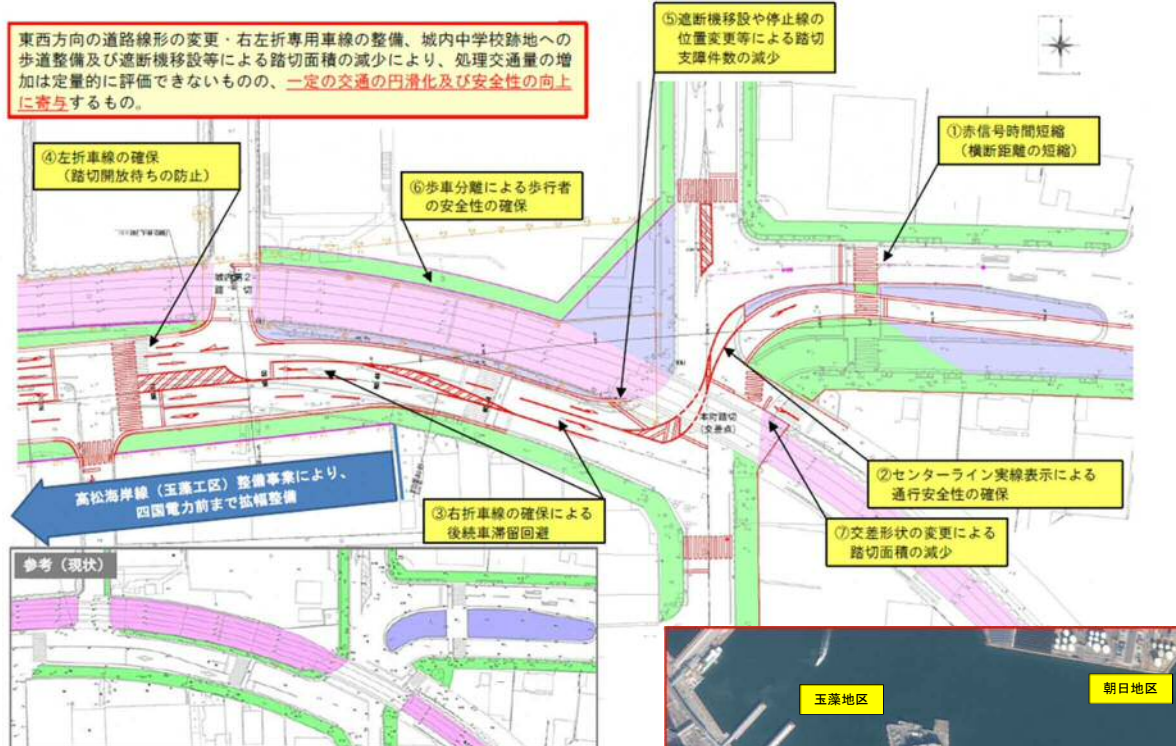 東西方向の道路線形の変更・右左折専用車線の整備、城内中学校跡地への
歩道整備及び遮断機移設等による踏切面積の減少により、処理交通量の増
加は定量的に評価できないものの、一定の交通の円滑化及び安全性の向上
に寄与するもの。
⑤遮断機移設や停止線の
位置変更等による踏切
支障件数の減少
①赤信号時間短縮
(横断距離の短縮)
④左折車線の確保
(踏切開放待ちの防止)
⑥歩車分離による歩行者
の安全性の確保
城内第2
踏切
本町踏切
(交差点)
②センターライン実線表示による
通行安全性の確保
高松海岸線(玉藻工区)整備事業により、
四国電力前まで拡幅整備
③右折車線の確保による
後続車滞留回避
⑦交差形状の変更による
踏切面積の減少
参考(現状)
玉藻地区
朝日地区